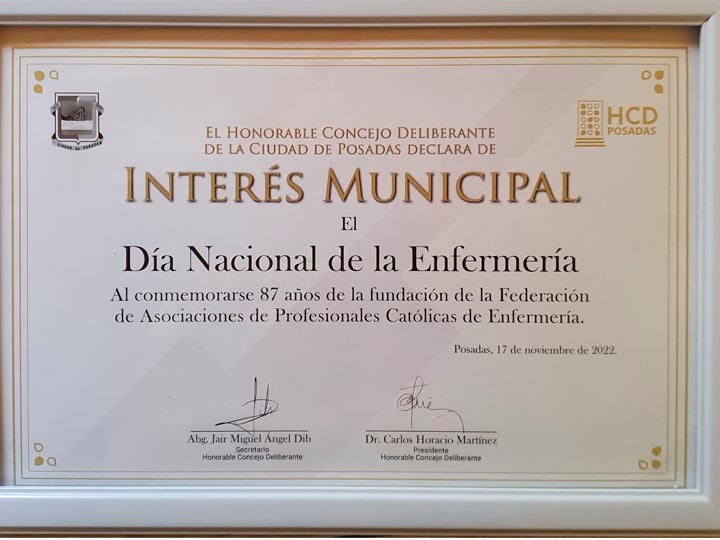 CIUDAD DE POSADAS
HCD
POSADAS
EL HONORABLE CONCEJO DELIBERANTE
DE LA CIUDAD DE POSADAS DECLARA DE
INTERÉS MUNICIPAL
El
Día Nacional de la Enfermería
Al conmemorarse 87 años de la fundación de la Federación
de Asociaciones de Profesionales Católicas de Enfermería.
Posadas, 17 de noviembre de 2022.
Abg. Jair Miguel Ángel Dib
Secretario
Honorable Concejo Deliberante
Dr. Carlos Horacio Martínez
Presidente
Honorable Concejo Deliberante